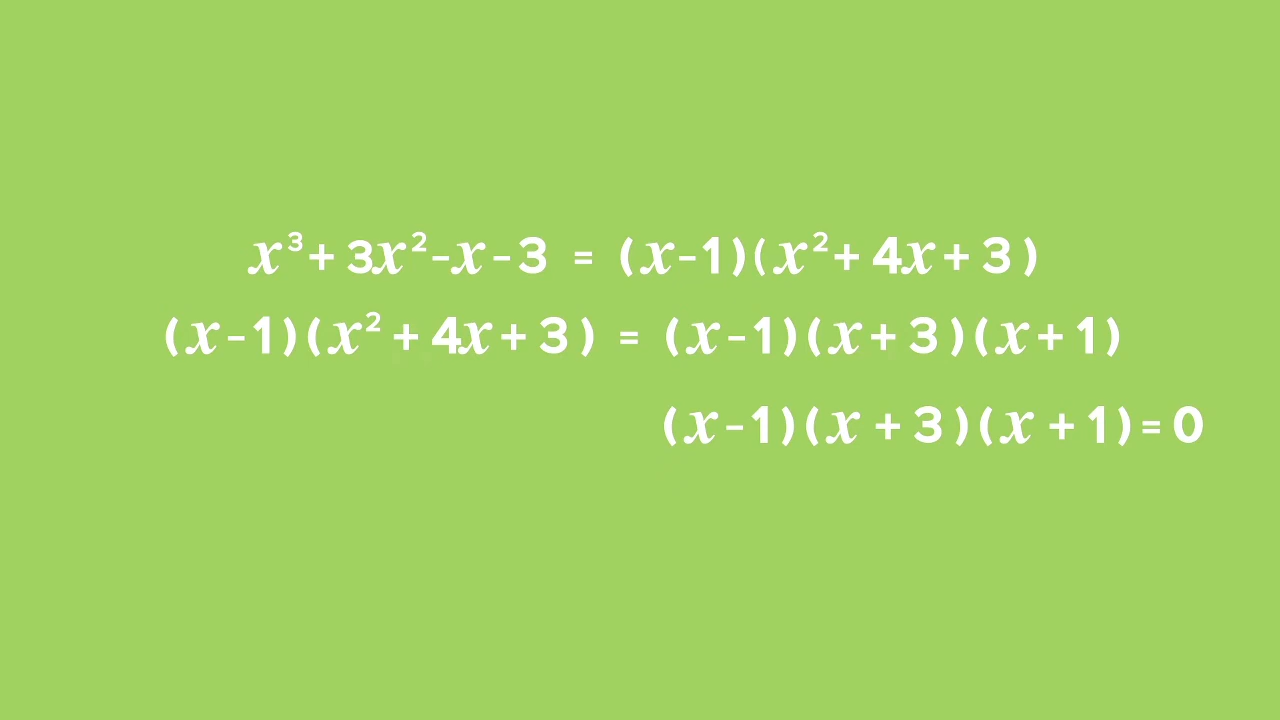 x³+3x²-x-3 = (x-1)(x²+4x+3)
(x-1)(x²+4x+3) = (x-1)(x+3)(x+1)
(x-1)(x+3)(x+1)=0